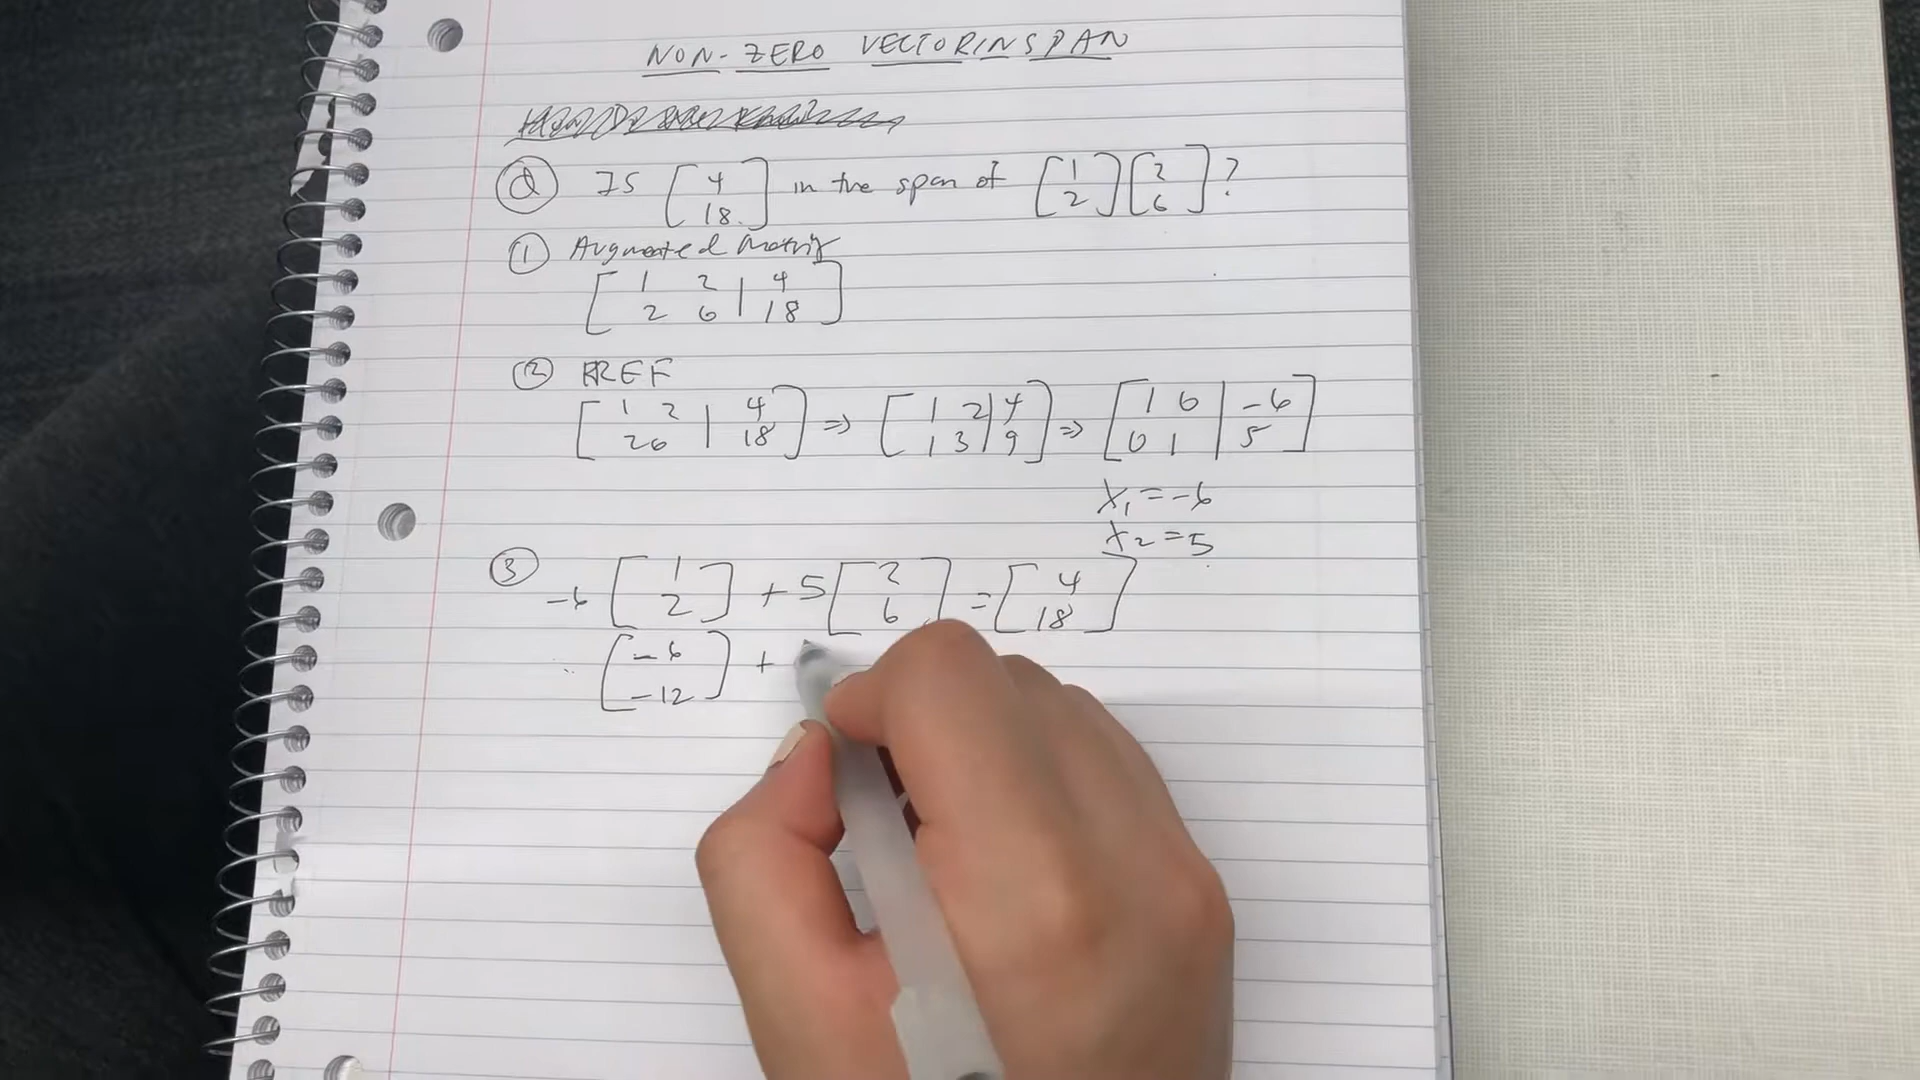 NON-ZERO VECTOR IN SPAN
Q IS [4 18] in the span of [1 2] [2 6]?
① Augmented Matrix
[1 2 | 4
2 6 | 18]
② RREF
[1 2 | 4 ⇒ [1 2 | 4 ⇒ [1 0 | -6
2 6 | 18] 1 3 | 9] 0 1 | 5]
x₁ = -6
x₂ = 5
③ -6 [1 2] + 5 [2 6] = [4 18]
[-6 -12] +